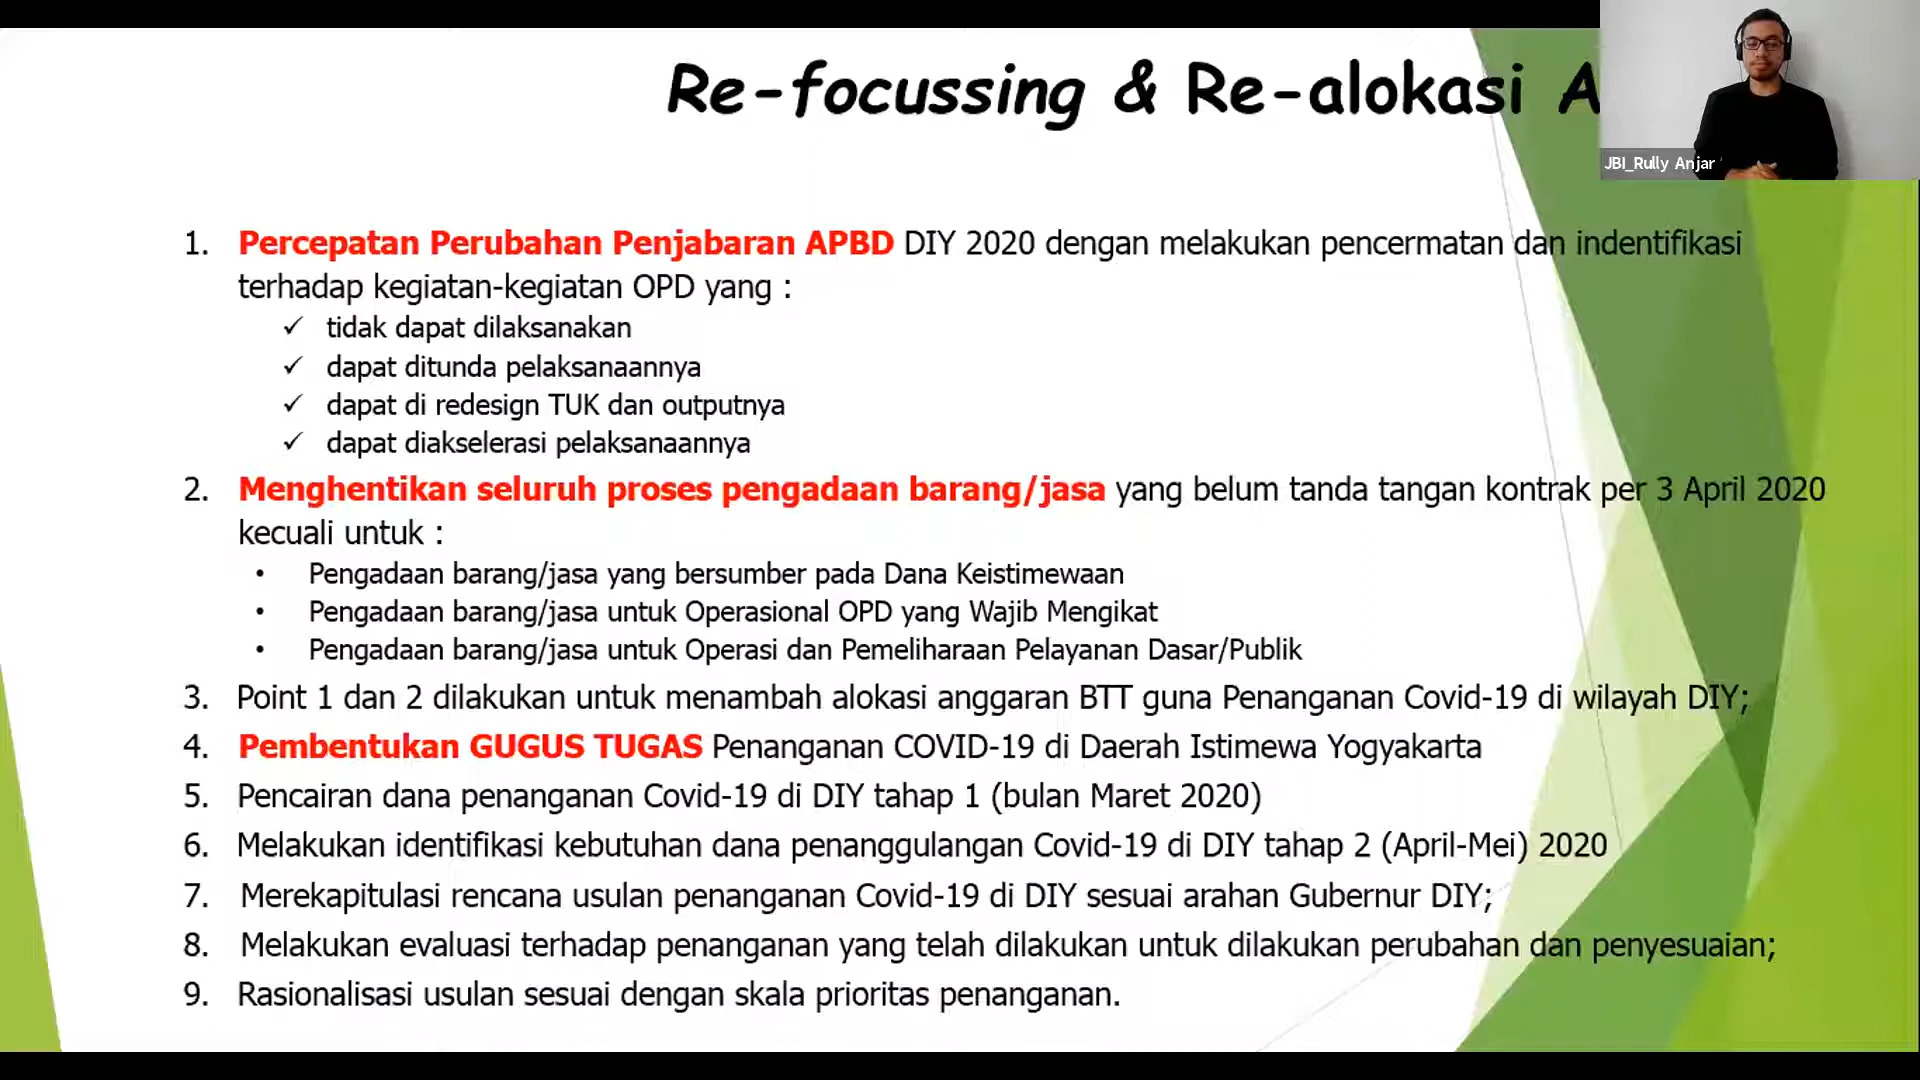 Re-focussing & Re-alokasi A
JBI_Rully Anjar
1. Percepatan Perubahan Penjabaran APBD DIY 2020 dengan melakukan pencermatan dan indentifikasi
terhadap kegiatan-kegiatan OPD yang :
✓ tidak dapat dilaksanakan
✓ dapat ditunda pelaksanaannya
✓ dapat di redesign TUK dan outputnya
✓ dapat diakselerasi pelaksanaannya
2. Menghentikan seluruh proses pengadaan barang/jasa yang belum tanda tangan kontrak per 3 April 2020
kecuali untuk :
• Pengadaan barang/jasa yang bersumber pada Dana Keistimewaan
• Pengadaan barang/jasa untuk Operasional OPD yang Wajib Mengikat
• Pengadaan barang/jasa untuk Operasi dan Pemeliharaan Pelayanan Dasar/Publik
3. Point 1 dan 2 dilakukan untuk menambah alokasi anggaran BTT guna Penanganan Covid-19 di wilayah DIY;
4. Pembentukan GUGUS TUGAS Penanganan COVID-19 di Daerah Istimewa Yogyakarta
5. Pencairan dana penanganan Covid-19 di DIY tahap 1 (bulan Maret 2020)
6. Melakukan identifikasi kebutuhan dana penanggulangan Covid-19 di DIY tahap 2 (April-Mei) 2020
7. Merekapitulasi rencana usulan penanganan Covid-19 di DIY sesuai arahan Gubernur DIY;
8. Melakukan evaluasi terhadap penanganan yang telah dilakukan untuk dilakukan perubahan dan penyesuaian;
9. Rasionalisasi usulan sesuai dengan skala prioritas penanganan.